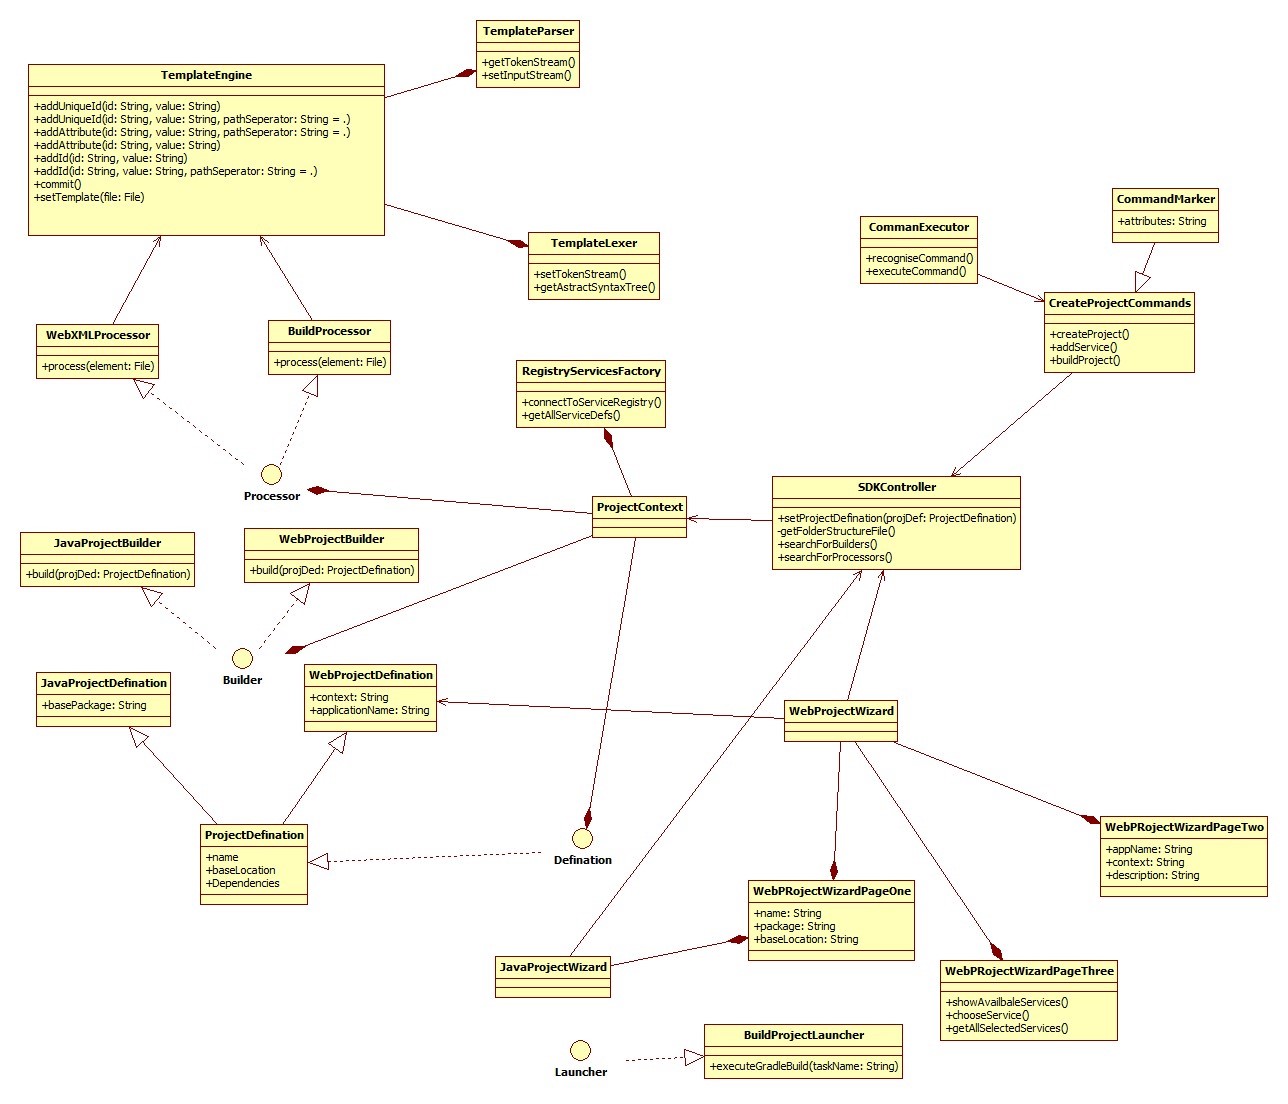 TemplateParser
+getTokenStream()
+setInputStream()
TemplateEngine
+addUniqueId(id: String, value: String)
+addUniqueId(id: String, value: String, pathSeperator: String = .)
+addAttribute(id: String, value: String, pathSeperator: String = .)
+addAttribute(id: String, value: String)
+addId(id: String, value: String)
+addId(id: String, value: String, pathSeperator: String = .)
+commit()
+setTemplate(file: File)
CommandMarker
+attributes: String
CommanExecutor
+recogniseCommand()
+executeCommand()
TemplateLexer
+setTokenStream()
+getAstractSyntaxTree()
CreateProjectCommands
+createProject()
+addService()
+buildProject()
WebXMLProcessor
+process(element: File)
BuildProcessor
+process(element: File)
RegistryServicesFactory
+connectToServiceRegistry()
+getAllServiceDefs()
Processor
ProjectContext
SDKController
+setProjectDefination(projDef: ProjectDefination)
-getFolderStructureFile()
+searchForBuilders()
+searchForProcessors()
JavaProjectBuilder
+build(projDed: ProjectDefination)
WebProjectBuilder
+build(projDed: ProjectDefination)
Builder
JavaProjectDefination
+basePackage: String
WebProjectDefination
+context: String
+applicationName: String
WebProjectWizard
ProjectDefination
+name
+baseLocation
+Dependencies
Defination
WebPRojectWizardPageTwo
+appName: String
+context: String
+description: String
WebPRojectWizardPageOne
+name: String
+package: String
+baseLocation: String
JavaProjectWizard
WebPRojectWizardPageThree
+showAvailbaleServices()
+chooseService()
+getAllSelectedServices()
Launcher
BuildProjectLauncher
+executeGradleBuild(taskName: String)